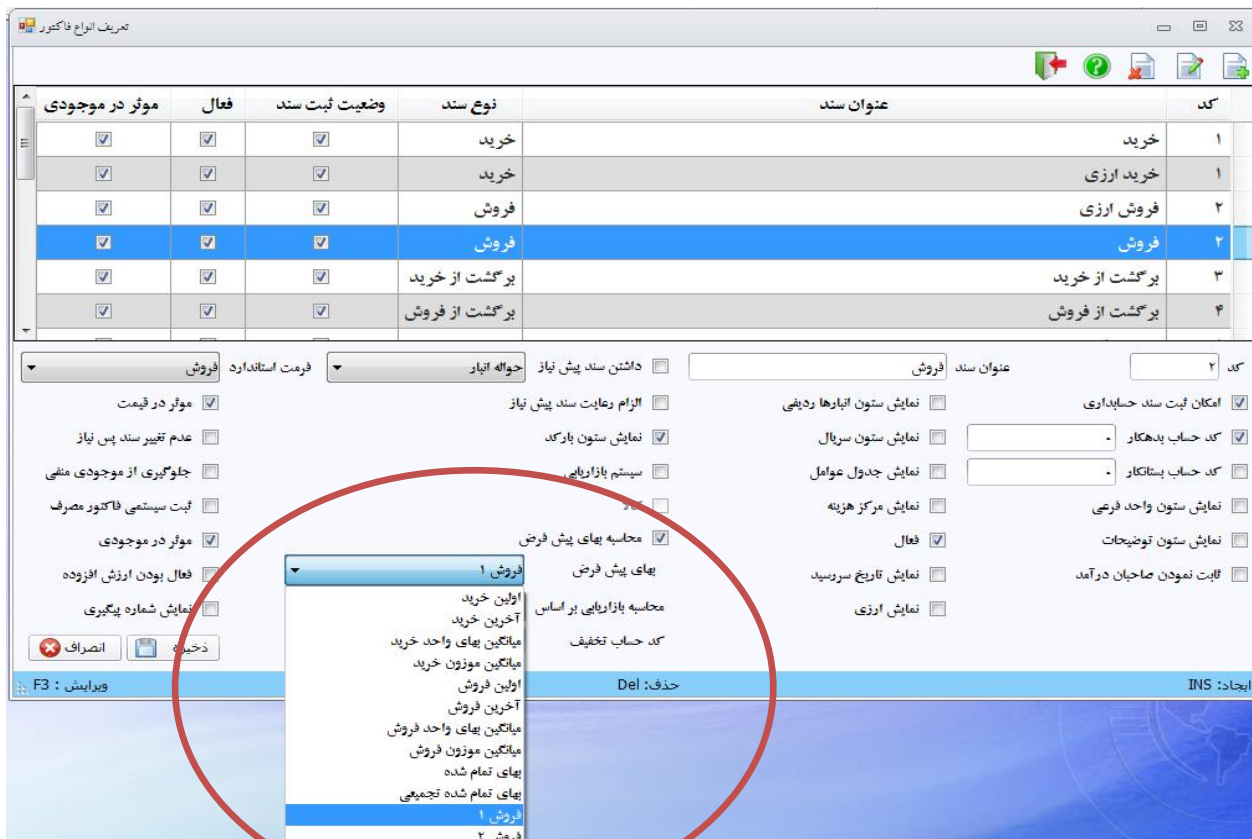 تعریف انواع فاکتور
کد عنوان سند نوع سند وضعیت ثبت سند فعال موثر در موجودی
۱ خرید خرید
۱ خرید ارزی خرید
۲ فروش ارزی فروش
۲ فروش فروش
۳ برگشت از خرید برگشت از خرید
۴ برگشت از فروش برگشت از فروش
کد ۲ عنوان سند فروش داشتن سند پیش نیاز حواله انبار فرمت استاندارد فروش
امکان ثبت سند حسابداری نمایش ستون انبارها ردیفی الزام رعایت سند پیش نیاز موثر در قیمت
کد حساب بدهکار ۰ نمایش ستون سریال نمایش ستون بارکد عدم تغییر سند پس نیاز
کد حساب بستانکار ۰ نمایش جدول عوامل سیستم بازاریابی جلوگیری از موجودی منفی
نمایش ستون واحد فرعی نمایش مرکز هزینه کالا ثبت سیستمی فاکتور مصرف
نمایش ستون توضیحات فعال محاسبه بهای پیش فرض موثر در موجودی
ثابت نمودن صاحبان درآمد نمایش تاریخ سررسید بهای پیش فرض فروش ۱ فعال بودن ارزش افزوده
نمایش ارزی محاسبه بازاریابی بر اساس نمایش شماره پیگیری
کد حساب تخفیف ذخیره انصراف
اولین خرید
آخرین خرید
میانگین بهای واحد خرید
میانگین موزون خرید
اولین فروش
آخرین فروش
میانگین بهای واحد فروش
میانگین موزون فروش
بهای تمام شده
بهای تمام شده تجمیعی
فروش ۱
فروش ۲
ایجاد: INS حذف: Del ویرایش : F3